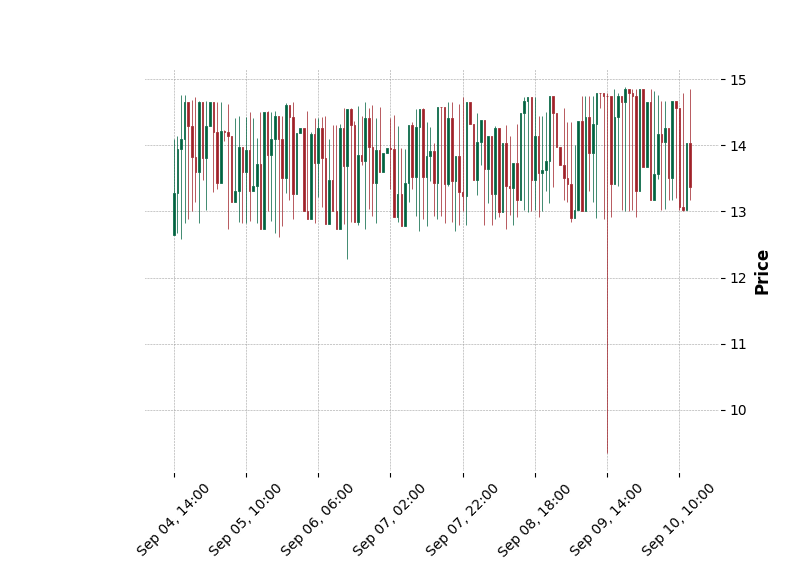 15
14
13
12
11
10
Price
Sep 04, 14:00
Sep 05, 10:00
Sep 06, 06:00
Sep 07, 02:00
Sep 07, 22:00
Sep 08, 18:00
Sep 09, 14:00
Sep 10, 10:00